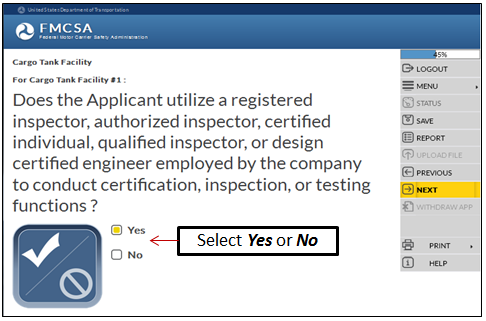 United States Department of Transportation
FMCSA
Federal Motor Carrier Safety Administration
45%
Cargo Tank Facility
For Cargo Tank Facility #1 :
Does the Applicant utilize a registered
inspector, authorized inspector, certified
individual, qualified inspector, or design
certified engineer employed by the company
to conduct certification, inspection, or testing
functions ?
Yes
No
Select Yes or No
LOGOUT
MENU
STATUS
SAVE
REPORT
UPLOAD FILE
PREVIOUS
NEXT
WITHDRAW APP
PRINT
HELP